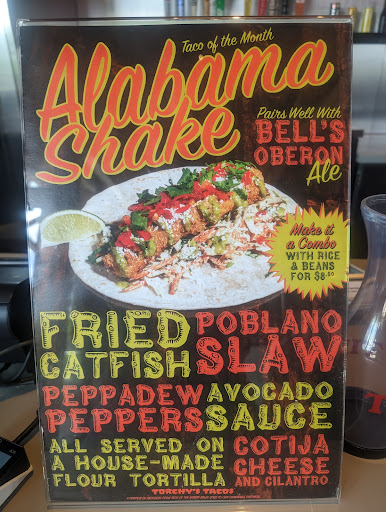 Taco of the Month
Alabama
Shake
Pairs Well With
BELL'S
OBERON
Ale
Make it
a Combo
WITH RICE
& BEANS
FOR $8.50
FRIED
CATFISH
POBLANO
SLAW
PEPPADEW
PEPPERS
AVOCADO
SAUCE
ALL SERVED ON
A HOUSE-MADE
FLOUR TORTILLA
COTIJA
CHEESE
AND CILANTRO
TORCHY'S TACOS